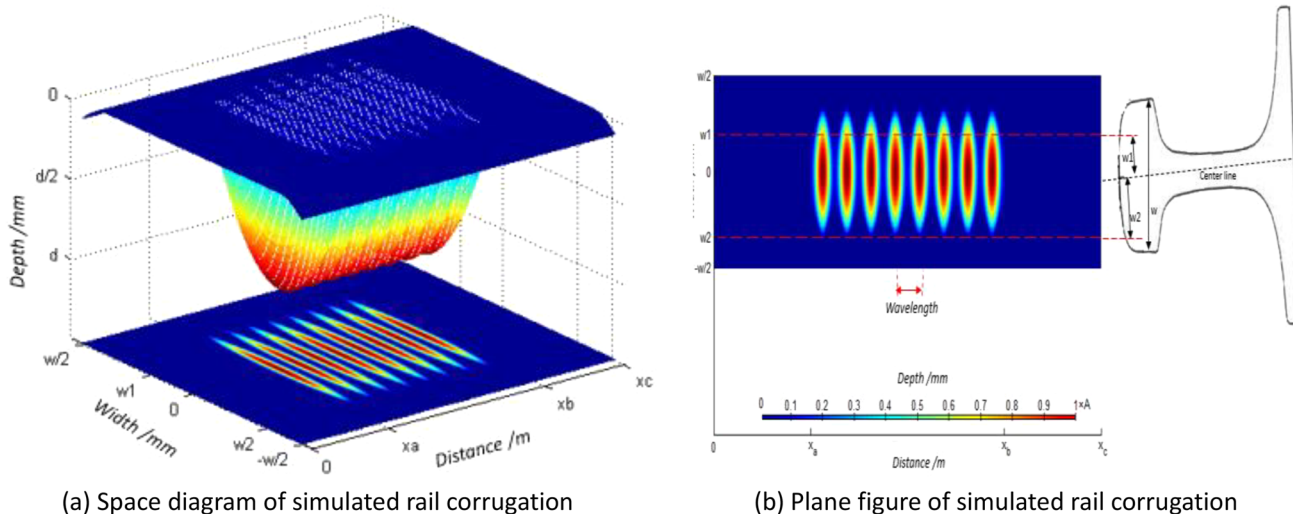 0
d/2
d
Depth /mm
w/2
w1
0
w2
-w/2
Width /mm
0
xa
xb
xc
Distance /m
(a) Space diagram of simulated rail corrugation
w/2
w1
0
w2
-w/2
Wavelength
Depth /mm
0 0.1 0.2 0.3 0.4 0.5 0.6 0.7 0.8 0.9 1×A
0 xa xb xc
Distance /m
w1
Center line
w2
w
(b) Plane figure of simulated rail corrugation